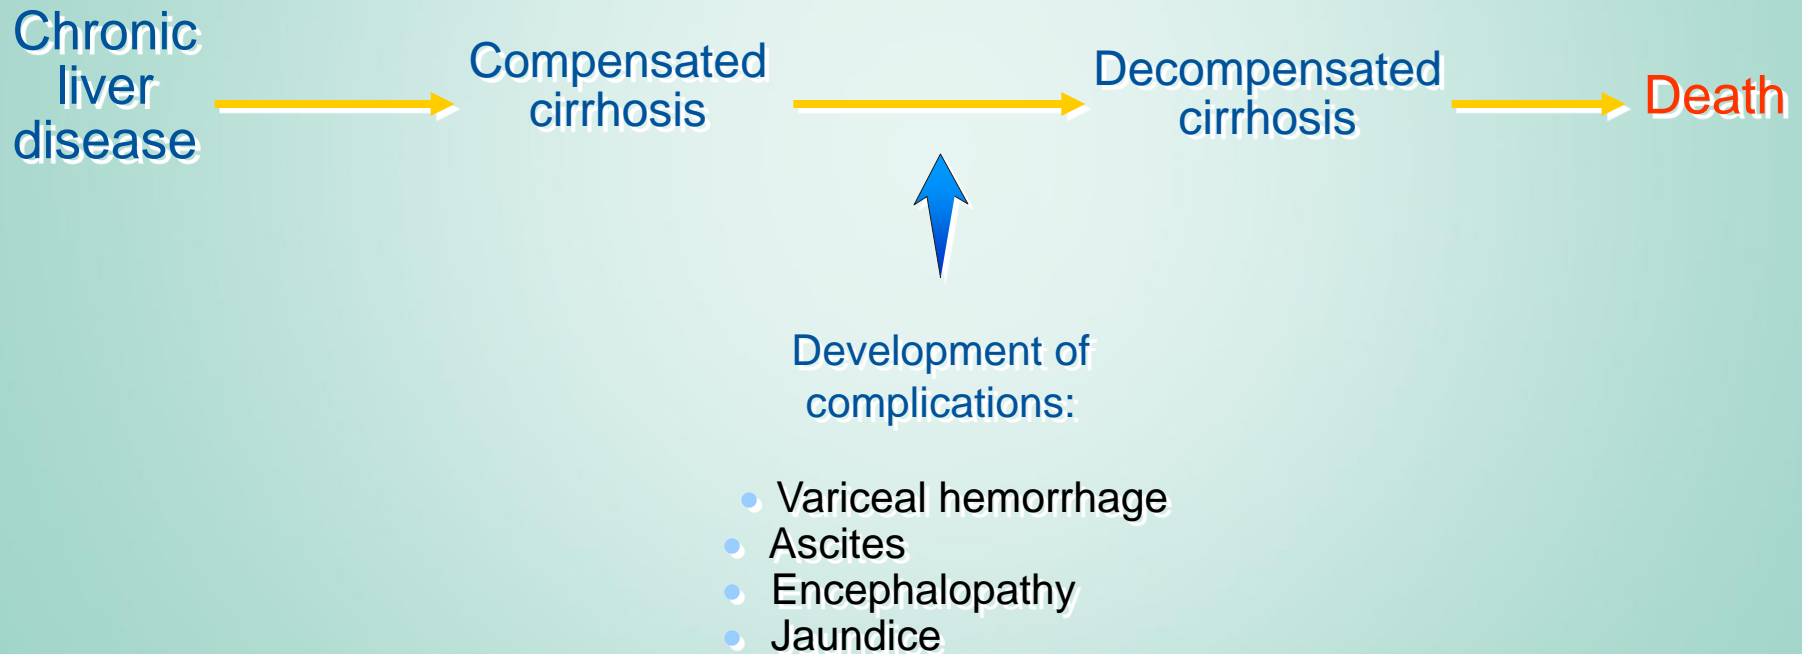 Chronic
liver
disease
Compensated
cirrhosis
Decompensated
cirrhosis
Death
Development of
complications:
• Variceal hemorrhage
• Ascites
• Encephalopathy
• Jaundice